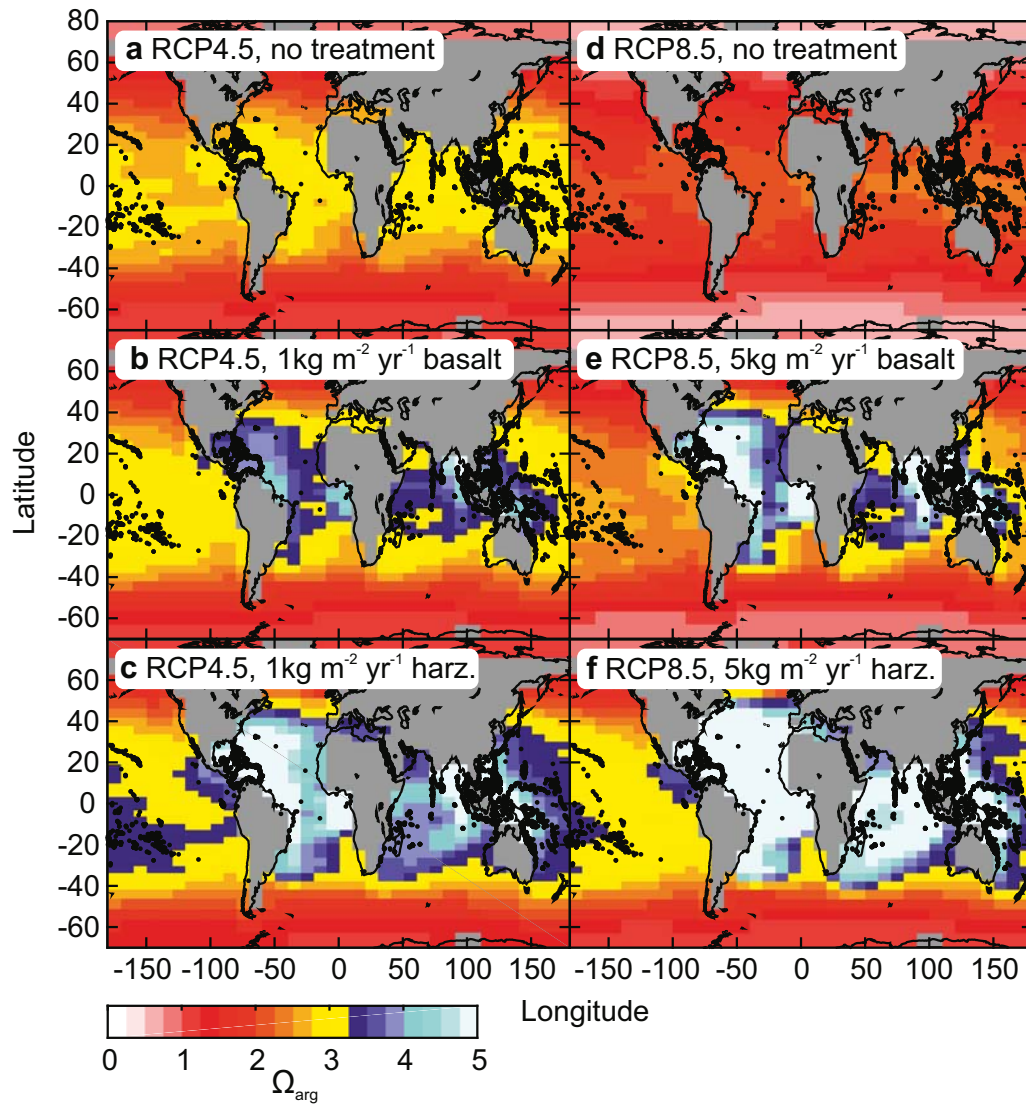 a RCP4.5, no treatment
d RCP8.5, no treatment
80
60
40
20
0
-20
-40
-60
b RCP4.5, 1kg m⁻² yr⁻¹ basalt
e RCP8.5, 5kg m⁻² yr⁻¹ basalt
60
40
20
0
-20
-40
-60
Latitude
c RCP4.5, 1kg m⁻² yr⁻¹ harz.
f RCP8.5, 5kg m⁻² yr⁻¹ harz.
60
40
20
0
-20
-40
-60
-150 -100 -50 0 50 100 150 -150 -100 -50 0 50 100 150
Longitude
0 1 2 3 4 5
Ωarg